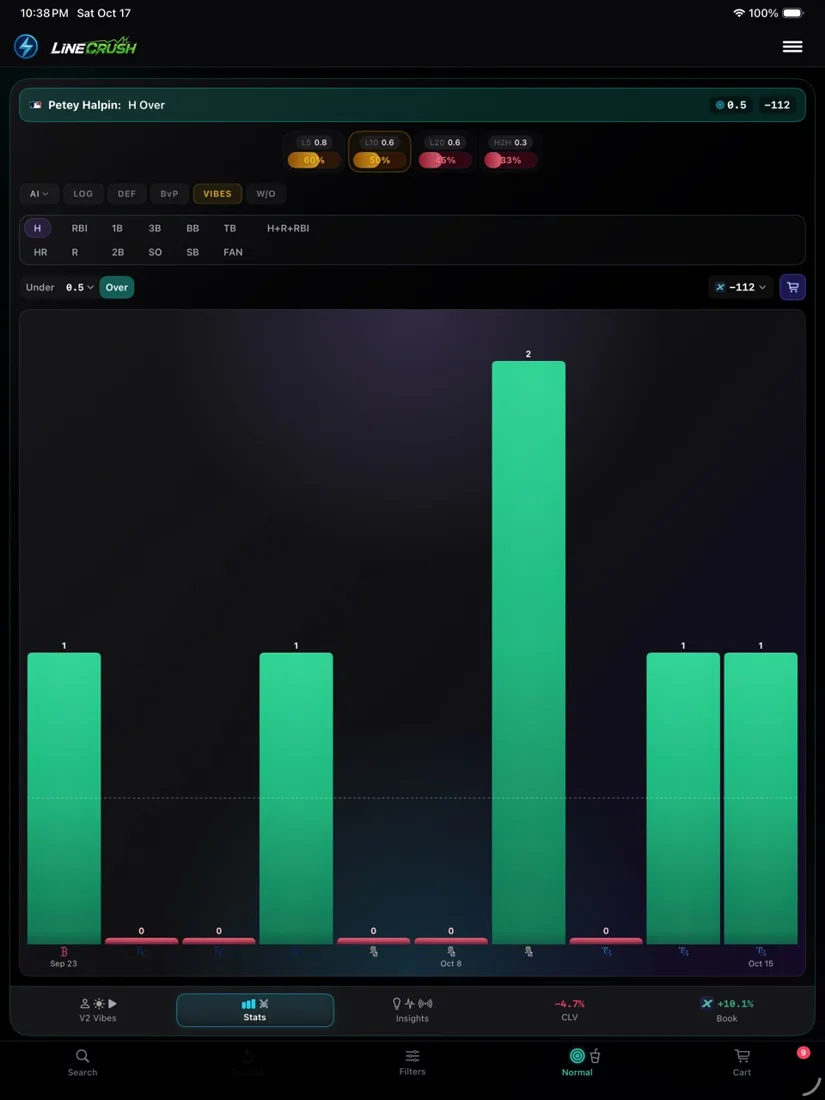 10:38 PM Sat Oct 17
100%
LINECRUSH
Petey Halpin: H Over
0.5 -112
L5 0.8 L10 0.6 L20 0.6 H2H 0.3
60% 50% 45% 33%
AI LOG DEF BvP VIBES W/O
H RBI 1B 3B BB TB H+R+RBI
HR R 2B SO SB FAN
Under 0.5 Over -112
2
1 1 1 1
0 0 0 0 0
Sep 23 Oct 8 Oct 15
-4.7% +10.1%
V2 Vibes Stats Insights CLV Book
9
Search Filters Normal Cart